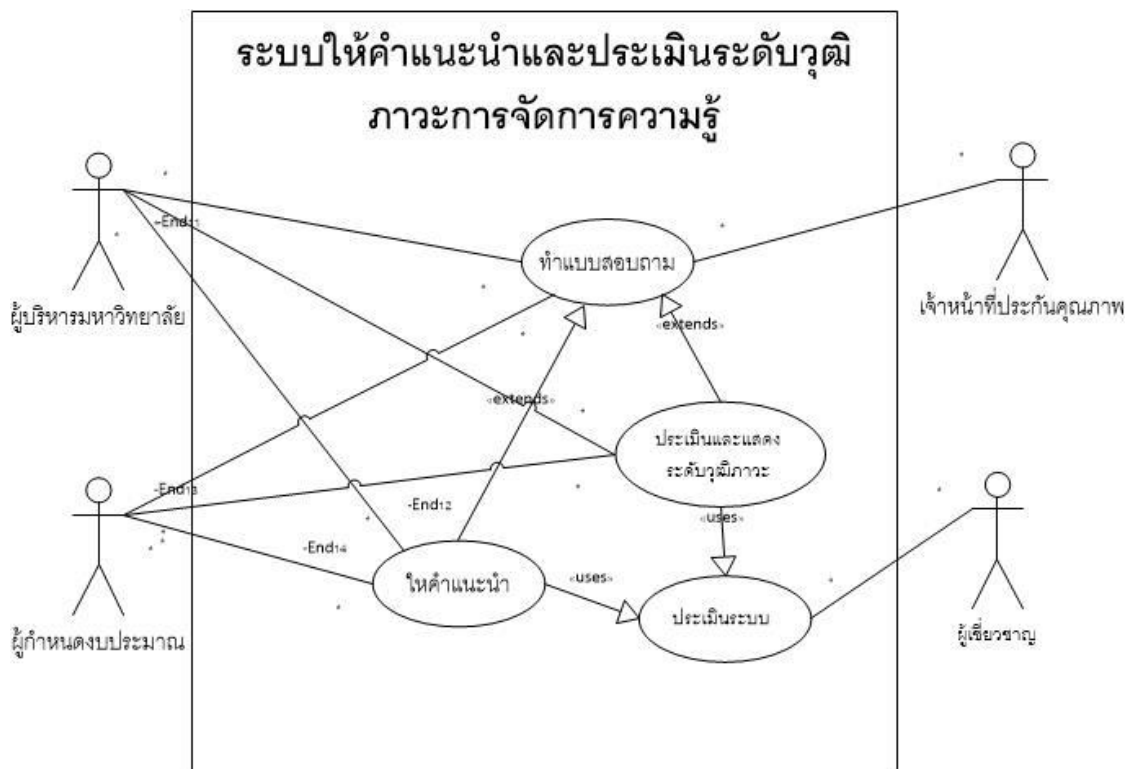 ระบบให้คำแนะนำและประเมินระดับวุฒิ
ภาวะการจัดการความรู้
-End11
ทำแบบสอบถาม
ผู้บริหารมหาวิทยาลัย
เจ้าหน้าที่ประกันคุณภาพ
«extends»
«extends»
ประเมินและแสดง
ระดับวุฒิภาวะ
-End13
-End12
«uses»
-End14
ใหคำแนะนำ
«uses»
ประเมินระบบ
ผู้กำหนดงบประมาณ
ผู้เชี่ยวชาญ